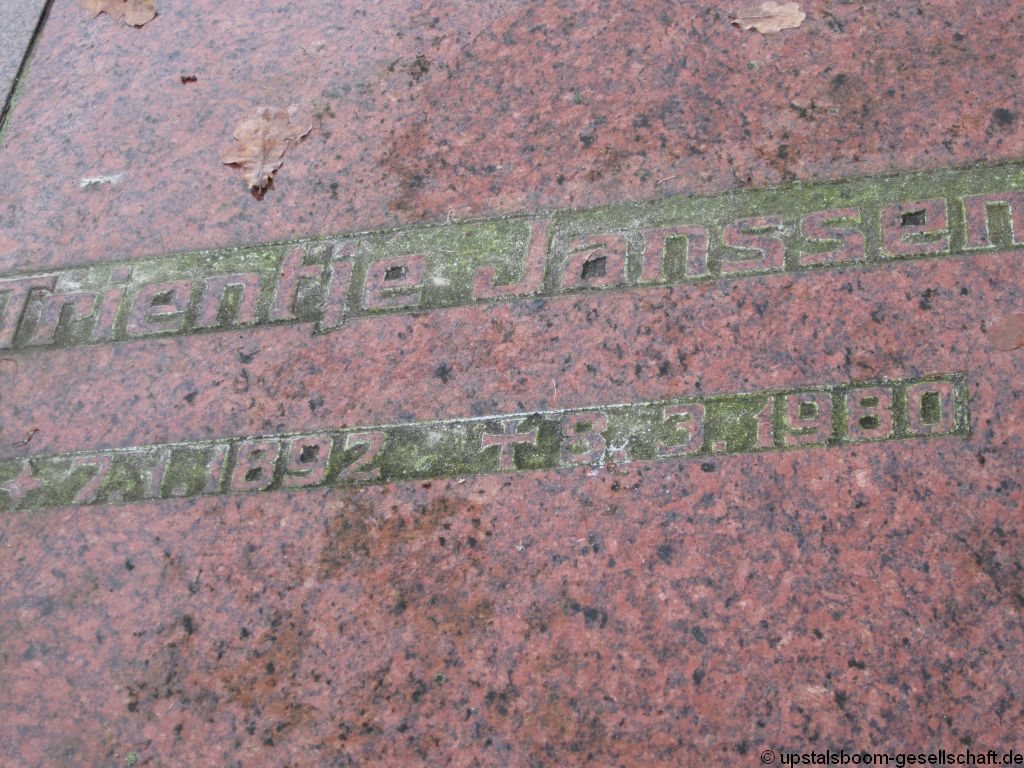 Trientje Janssen
7.1.1892 ✝ 8.3.1980
© upstalsboom-gesellschaft.de